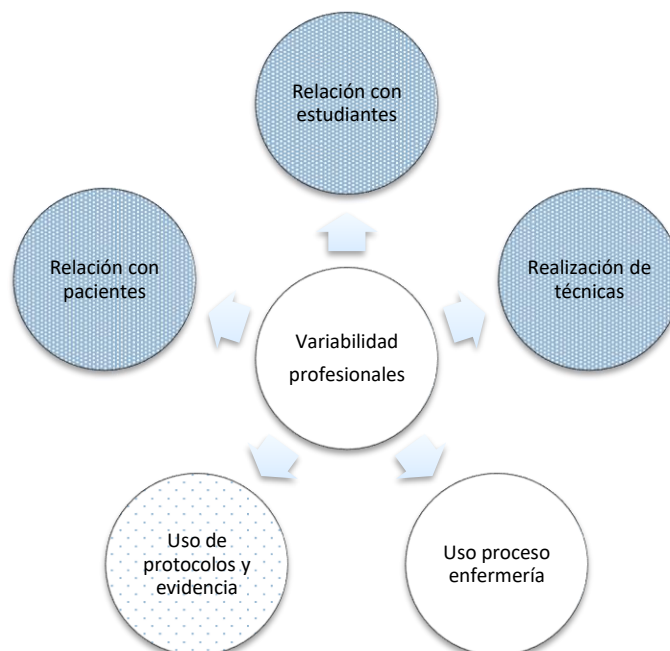 Relación con
estudiantes
Relación con
pacientes
Realización de
técnicas
Variabilidad
profesionales
Uso de
protocolos y
evidencia
Uso proceso
enfermería